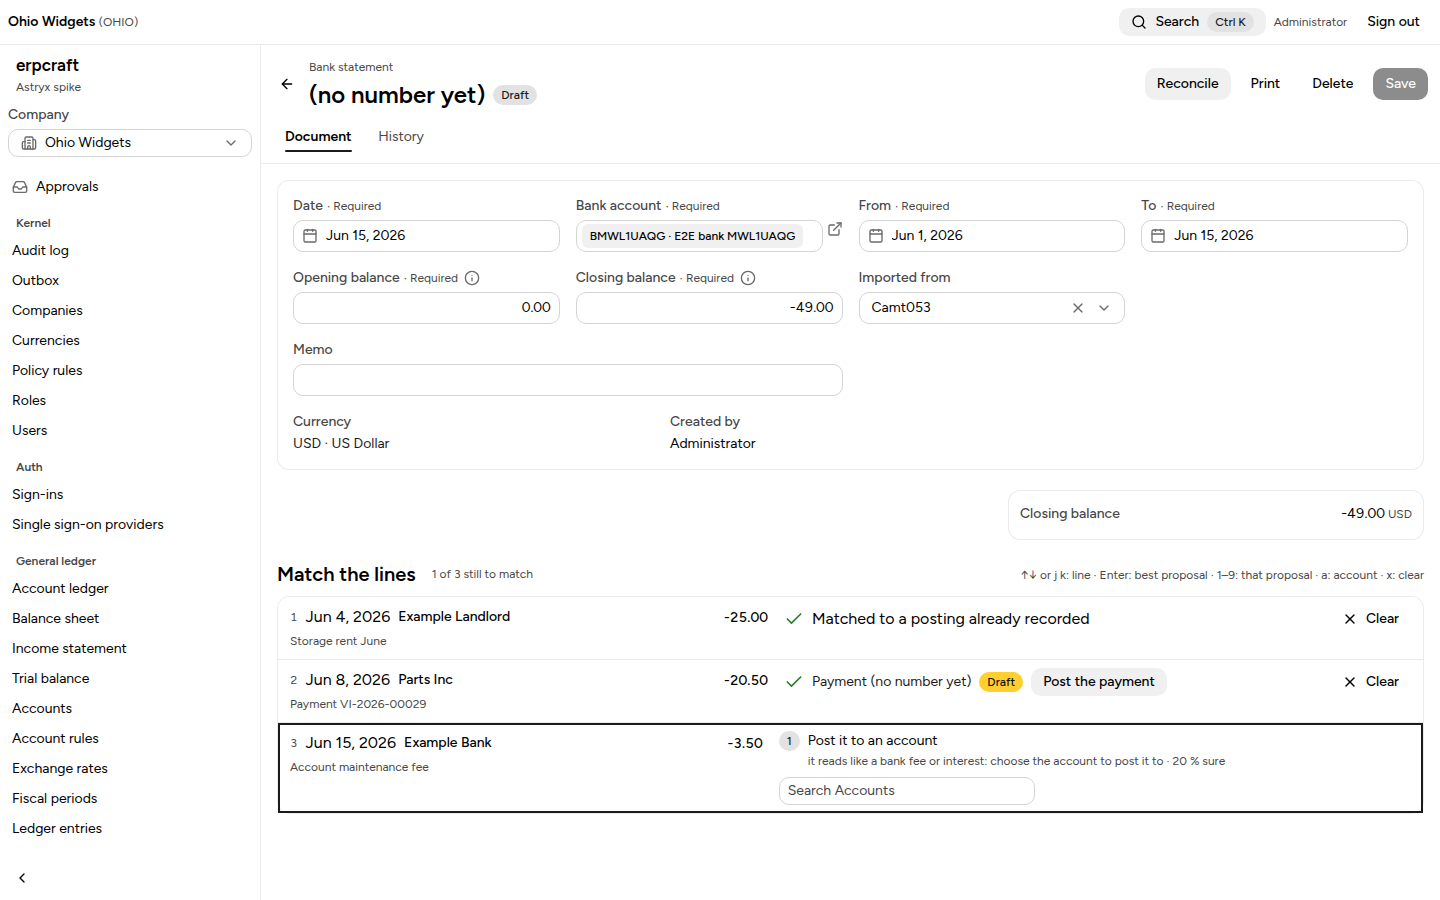 Ohio Widgets (OHIO)
Search Ctrl K Administrator Sign out
erpcraft
Astryx spike
Company
Ohio Widgets
Approvals
Kernel
Audit log
Outbox
Companies
Currencies
Policy rules
Roles
Users
Auth
Sign-ins
Single sign-on providers
General ledger
Account ledger
Balance sheet
Income statement
Trial balance
Accounts
Account rules
Exchange rates
Fiscal periods
Ledger entries
Bank statement
(no number yet) Draft
Reconcile Print Delete Save
Document History
Date · Required
Jun 15, 2026
Bank account · Required
BMWL1UAQG · E2E bank MWL1UAQG
From · Required
Jun 1, 2026
To · Required
Jun 15, 2026
Opening balance · Required
0.00
Closing balance · Required
-49.00
Imported from
Camt053
Memo
Currency
USD · US Dollar
Created by
Administrator
Closing balance -49.00 USD
Match the lines 1 of 3 still to match
↑↓ or j k: line · Enter: best proposal · 1–9: that proposal · a: account · x: clear
1 Jun 4, 2026 Example Landlord -25.00 Matched to a posting already recorded Clear
Storage rent June
2 Jun 8, 2026 Parts Inc -20.50 Payment (no number yet) Draft Post the payment Clear
Payment VI-2026-00029
3 Jun 15, 2026 Example Bank -3.50 1 Post it to an account
Account maintenance fee it reads like a bank fee or interest: choose the account to post it to · 20 % sure
Search Accounts